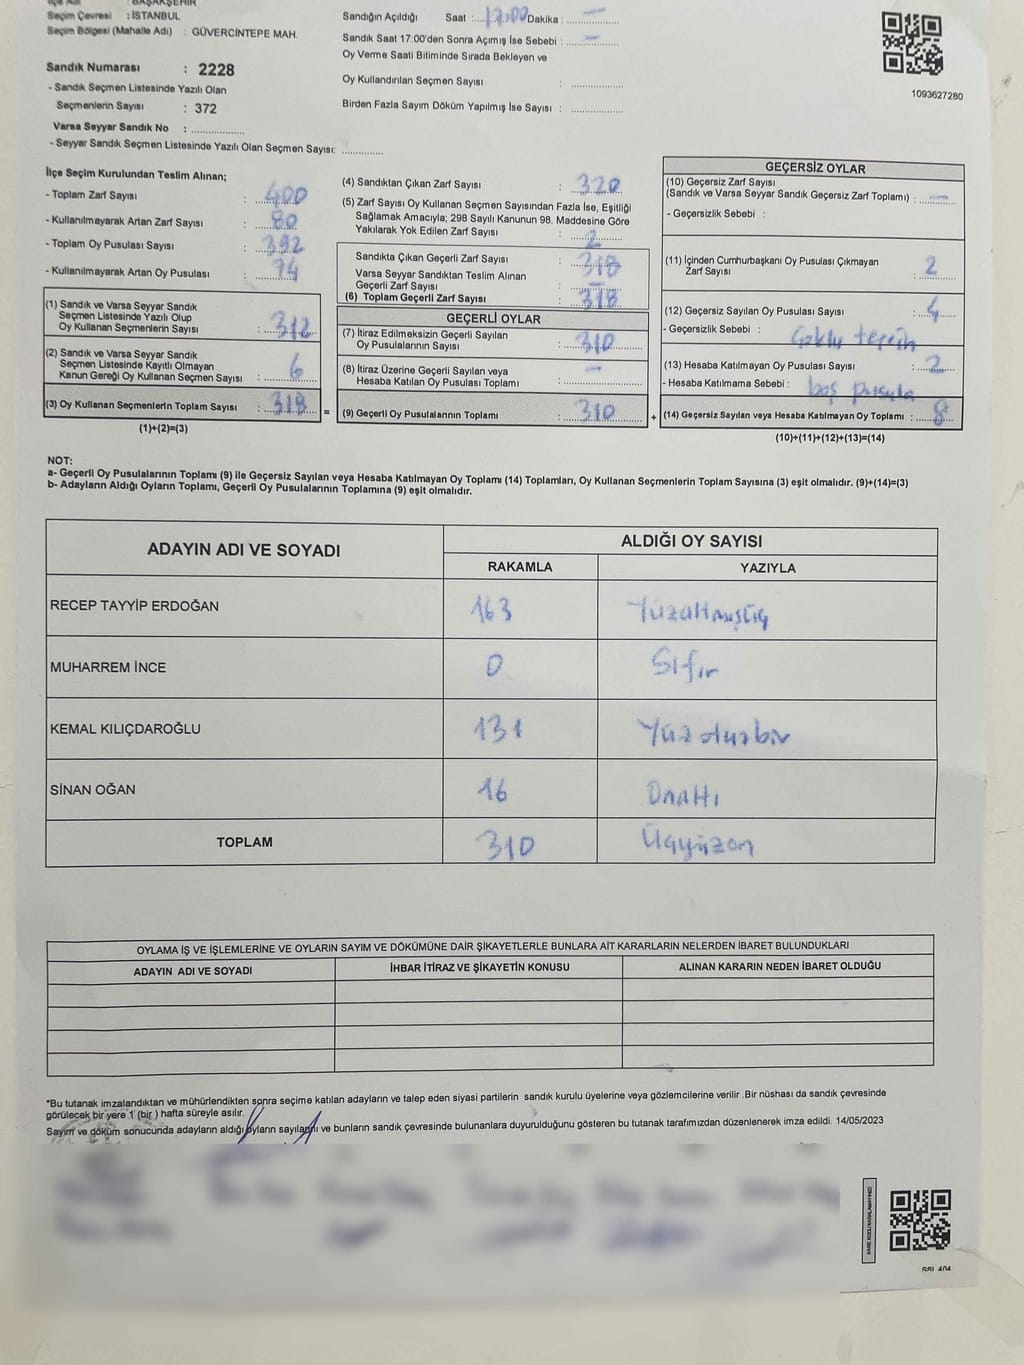 İlçe Adı : BAŞAKŞEHİR
Seçim Çevresi : İSTANBUL
Seçim Bölgesi (Mahalle Adı) : GÜVERCİNTEPE MAH.
Sandık Numarası : 2228
- Sandık Seçmen Listesinde Yazılı Olan
Seçmenlerin Sayısı : 372
Varsa Seyyar Sandık No : ....................
- Seyyar Sandık Seçmen Listesinde Yazılı Olan Seçmen Sayısı: ...............
Sandığın Açıldığı Saat : 17:00 Dakika : —
Sandık Saat 17:00'den Sonra Açımış İse Sebebi : —
Oy Verme Saati Bitiminde Sırada Bekleyen ve
Oy Kullandırılan Seçmen Sayısı : ...................
Birden Fazla Sayım Döküm Yapılmış İse Sayısı : ...................
1093627280
İlçe Seçim Kurulundan Teslim Alınan;
- Toplam Zarf Sayısı : 400
- Kullanılmayarak Artan Zarf Sayısı : 80
- Toplam Oy Pusulası Sayısı : 392
- Kullanılmayarak Artan Oy Pusulası : 74
(1) Sandık ve Varsa Seyyar Sandık
Seçmen Listesinde Yazılı Olup
Oy Kullanan Seçmenlerin Sayısı : 312
(2) Sandık ve Varsa Seyyar Sandık
Seçmen Listesinde Kayıtlı Olmayan
Kanun Gereği Oy Kullanan Seçmen Sayısı : 6
(3) Oy Kullanan Seçmenlerin Toplam Sayısı : 318 =
(1)+(2)=(3)
(4) Sandıktan Çıkan Zarf Sayısı : 320
(5) Zarf Sayısı Oy Kullanan Seçmen Sayısından Fazla İse, Eşitliği
Sağlamak Amacıyla; 298 Sayılı Kanunun 98. Maddesine Göre
Yakılarak Yok Edilen Zarf Sayısı : 2
Sandıkta Çıkan Geçerli Zarf Sayısı : 318
Varsa Seyyar Sandıktan Teslim Alınan
Geçerli Zarf Sayısı : —
(6) Toplam Geçerli Zarf Sayısı : 318
GEÇERLİ OYLAR
(7) İtiraz Edilmeksizin Geçerli Sayılan
Oy Pusulalarının Sayısı : 310
(8) İtiraz Üzerine Geçerli Sayılan veya
Hesaba Katılan Oy Pusulası Toplamı : —
(9) Geçerli Oy Pusulalarının Toplamı : 310 +
GEÇERSİZ OYLAR
(10) Geçersiz Zarf Sayısı
(Sandık ve Varsa Seyyar Sandık Geçersiz Zarf Toplamı) : —
- Geçersizlik Sebebi :
(11) İçinden Cumhurbaşkanı Oy Pusulası Çıkmayan
Zarf Sayısı : 2
(12) Geçersiz Sayılan Oy Pusulası Sayısı : 4
- Geçersizlik Sebebi : Çoklu tercih
(13) Hesaba Katılmayan Oy Pusulası Sayısı : 2
- Hesaba Katılmama Sebebi : boş pusula
(14) Geçersiz Sayılan veya Hesaba Katılmayan Oy Toplamı : 8
(10)+(11)+(12)+(13)=(14)
NOT:
a- Geçerli Oy Pusulalarının Toplamı (9) ile Geçersiz Sayılan veya Hesaba Katılmayan Oy Toplamı (14) Toplamları, Oy Kullanan Seçmenlerin Toplam Sayısına (3) eşit olmalıdır. (9)+(14)=(3)
b- Adayların Aldığı Oyların Toplamı, Geçerli Oy Pusulalarının Toplamına (9) eşit olmalıdır.
ADAYIN ADI VE SOYADI ALDIĞI OY SAYISI
RAKAMLA YAZIYLA
RECEP TAYYİP ERDOĞAN 163 Yüzaltmışüç
MUHARREM İNCE 0 Sıfır
KEMAL KILIÇDAROĞLU 131 Yüzotuzbir
SİNAN OĞAN 16 Onaltı
TOPLAM 310 Üçyüzon
OYLAMA İŞ VE İŞLEMLERİNE VE OYLARIN SAYIM VE DÖKÜMÜNE DAİR ŞİKAYETLERLE BUNLARA AİT KARARLARIN NELERDEN İBARET BULUNDUKLARI
ADAYIN ADI VE SOYADI İHBAR İTİRAZ VE ŞİKAYETİN KONUSU ALINAN KARARIN NEDEN İBARET OLDUĞU
*Bu tutanak imzalandıktan ve mühürlendikten sonra seçime katılan adayların ve talep eden siyasi partilerin sandık kurulu üyelerine veya gözlemcilerine verilir .Bir nüshası da sandık çevresinde
görülecek bir yere 1 (bir ) hafta süreyle asılır.
Sayım ve döküm sonucunda adayların aldığı oyların sayılarını ve bunların sandık çevresinde bulunanlara duyurulduğunu gösteren bu tutanak tarafımızdan düzenlenerek imza edildi. 14/05/2023